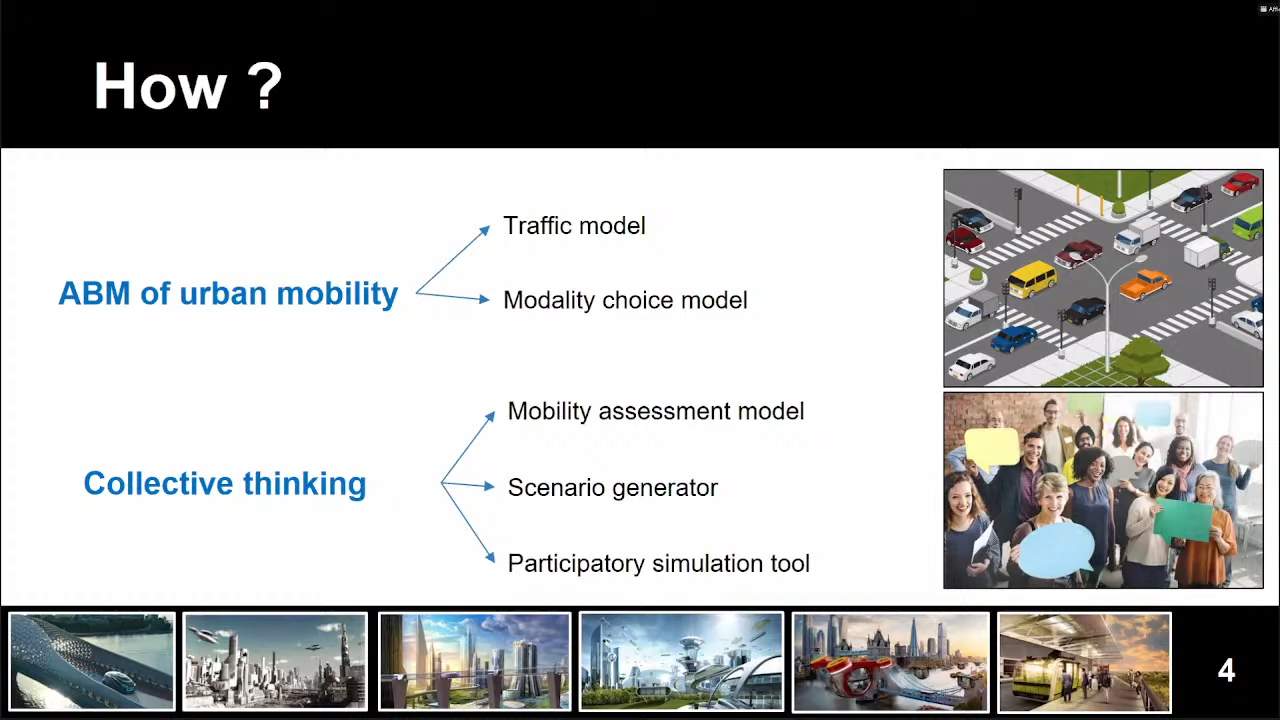 How ?
ABM of urban mobility
Traffic model
Modality choice model
Collective thinking
Mobility assessment model
Scenario generator
Participatory simulation tool
4